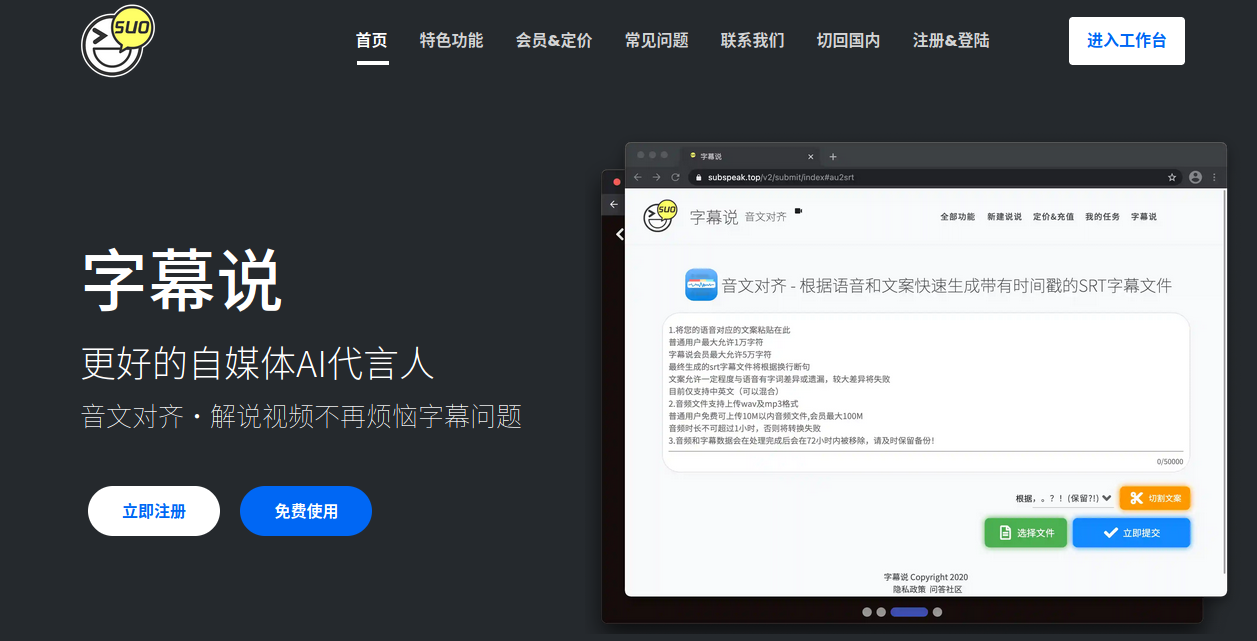 SUO
首页 特色功能 会员&定价 常见问题 联系我们 切回国内 注册&登陆 进入工作台
字幕说
更好的自媒体AI代言人
音文对齐・解说视频不再烦恼字幕问题
立即注册 免费使用
字幕说
subspeak.top/v2/submit/index#au2srt
SUO 字幕说 音文对齐 全部功能 新建说说 定价&充值 我的任务 字幕说
音文对齐 - 根据语音和文案快速生成带有时间戳的SRT字幕文件
1.将您的语音对应的文案粘贴在此
普通用户最大允许1万字符
字幕说会员最大允许5万字符
最终生成的srt字幕文件将根据换行断句
文案允许一定程度与语音有字词差异或遗漏，较大差异将失败
目前仅支持中英文（可以混合）
2.音频文件支持上传wav及mp3格式
普通用户免费可上传10M以内音频文件,会员最大100M
音频时长不可超过1小时，否则将转换失败
3.音频和字幕数据会在处理完成后会在72小时内被移除，请及时保留备份！
0/50000
根据，。？！(保留?!) 切割文案
选择文件 立即提交
字幕说 Copyright 2020
隐私政策 问答社区